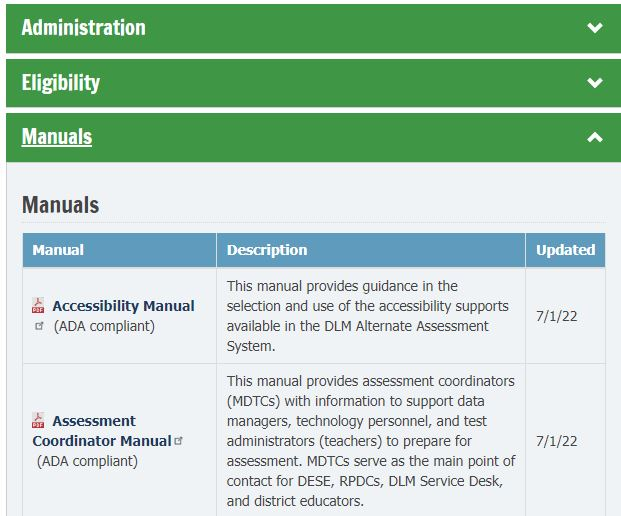 Administration
Eligibility
Manuals
Manuals
Manual
Description
Updated
PDF
Accessibility Manual
(ADA compliant)
This manual provides guidance in the
selection and use of the accessibility supports
available in the DLM Alternate Assessment
System.
7/1/22
PDF
Assessment
Coordinator Manual
(ADA compliant)
This manual provides assessment coordinators
(MDTCs) with information to support data
managers, technology personnel, and test
administrators (teachers) to prepare for
assessment. MDTCs serve as the main point of
contact for DESE, RPDCs, DLM Service Desk,
and district educators.
7/1/22